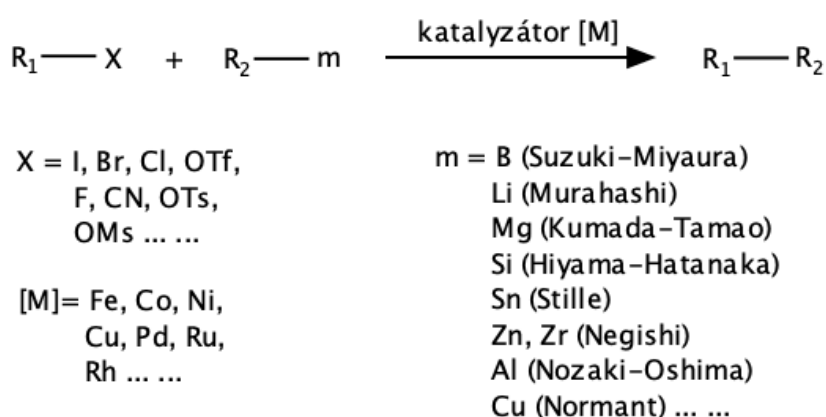 katalyzátor [M]
R₁ — X + R₂ — m R₁ — R₂
X = I, Br, Cl, OTf,
F, CN, OTs,
OMs ... ...
[M]= Fe, Co, Ni,
Cu, Pd, Ru,
Rh ... ...
m = B (Suzuki-Miyaura)
Li (Murahashi)
Mg (Kumada-Tamao)
Si (Hiyama-Hatanaka)
Sn (Stille)
Zn, Zr (Negishi)
Al (Nozaki-Oshima)
Cu (Normant) ... ...